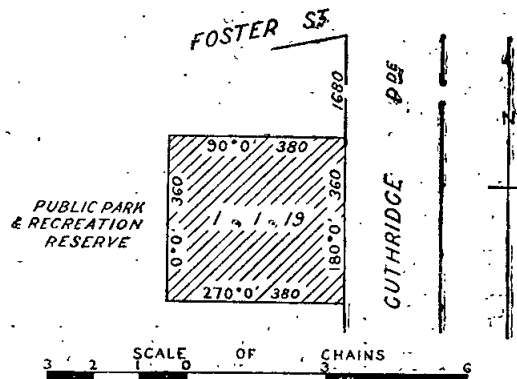 FOSTER ST.
1680
GUTHRIDGE PDE
N
90°0' 380
360
0°0'
1 . 1 . 19
360
180°0'
270°0' 380
PUBLIC PARK
& RECREATION
RESERVE
SCALE OF CHAINS
3 2 1 0 3 6